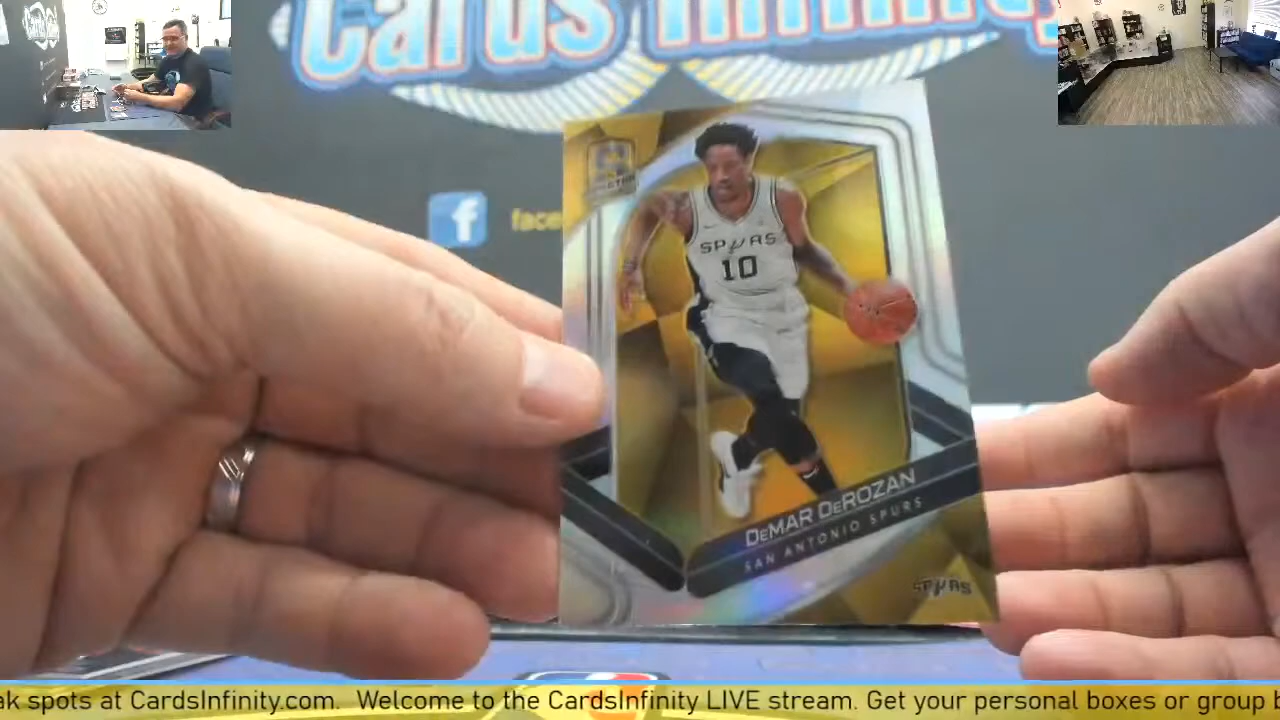 Cards Infinity
f
face
SPURS
10
DEMAR DEROZAN
SAN ANTONIO SPURS
SPURS
ak spots at CardsInfinity.com. Welcome to the CardsInfinity LIVE stream. Get your personal boxes or group b